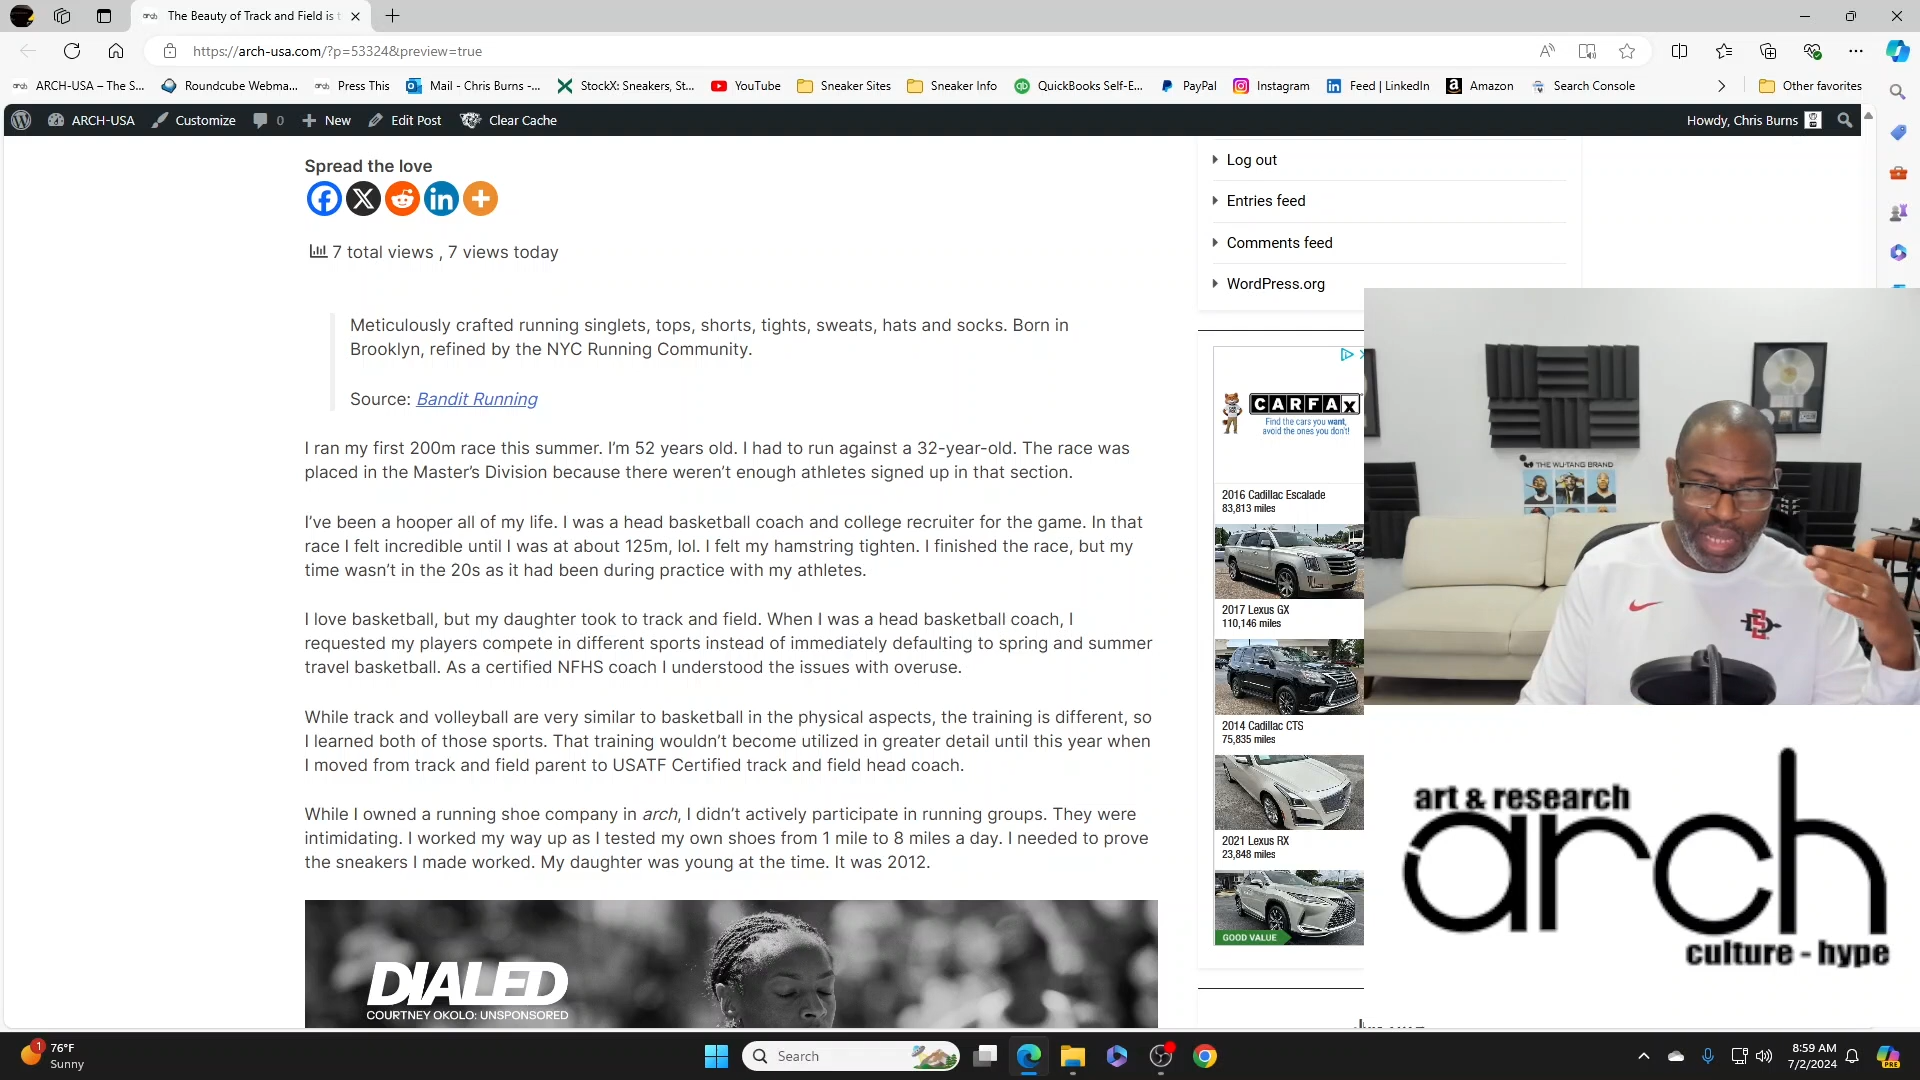 The Beauty of Track and Field is t
https://arch-usa.com/?p=53324&preview=true
ARCH-USA – The S...
Roundcube Webma...
Press This
Mail - Chris Burns -...
StockX: Sneakers, St...
YouTube
Sneaker Sites
Sneaker Info
QuickBooks Self-E...
PayPal
Instagram
Feed | LinkedIn
Amazon
Search Console
Other favorites
ARCH-USA
Customize
0
New
Edit Post
Clear Cache
Howdy, Chris Burns
Spread the love
7 total views , 7 views today
Meticulously crafted running singlets, tops, shorts, tights, sweats, hats and socks. Born in
Brooklyn, refined by the NYC Running Community.
Source: Bandit Running
I ran my first 200m race this summer. I'm 52 years old. I had to run against a 32-year-old. The race was
placed in the Master's Division because there weren't enough athletes signed up in that section.
I've been a hooper all of my life. I was a head basketball coach and college recruiter for the game. In that
race I felt incredible until I was at about 125m, lol. I felt my hamstring tighten. I finished the race, but my
time wasn't in the 20s as it had been during practice with my athletes.
I love basketball, but my daughter took to track and field. When I was a head basketball coach, I
requested my players compete in different sports instead of immediately defaulting to spring and summer
travel basketball. As a certified NFHS coach I understood the issues with overuse.
While track and volleyball are very similar to basketball in the physical aspects, the training is different, so
I learned both of those sports. That training wouldn't become utilized in greater detail until this year when
I moved from track and field parent to USATF Certified track and field head coach.
While I owned a running shoe company in arch, I didn't actively participate in running groups. They were
intimidating. I worked my way up as I tested my own shoes from 1 mile to 8 miles a day. I needed to prove
the sneakers I made worked. My daughter was young at the time. It was 2012.
DIALED
COURTNEY OKOLO: UNSPONSORED
Log out
Entries feed
Comments feed
WordPress.org
CARFAX
Find the cars you want,
avoid the ones you don't!
2016 Cadillac Escalade
83,813 miles
2017 Lexus GX
110,146 miles
2014 Cadillac CTS
75,835 miles
2021 Lexus RX
23,848 miles
GOOD VALUE
THE WU-TANG BRAND
SD
art & research
arch
culture - hype
1
76°F
Sunny
Search
8:59 AM
7/2/2024
PRE